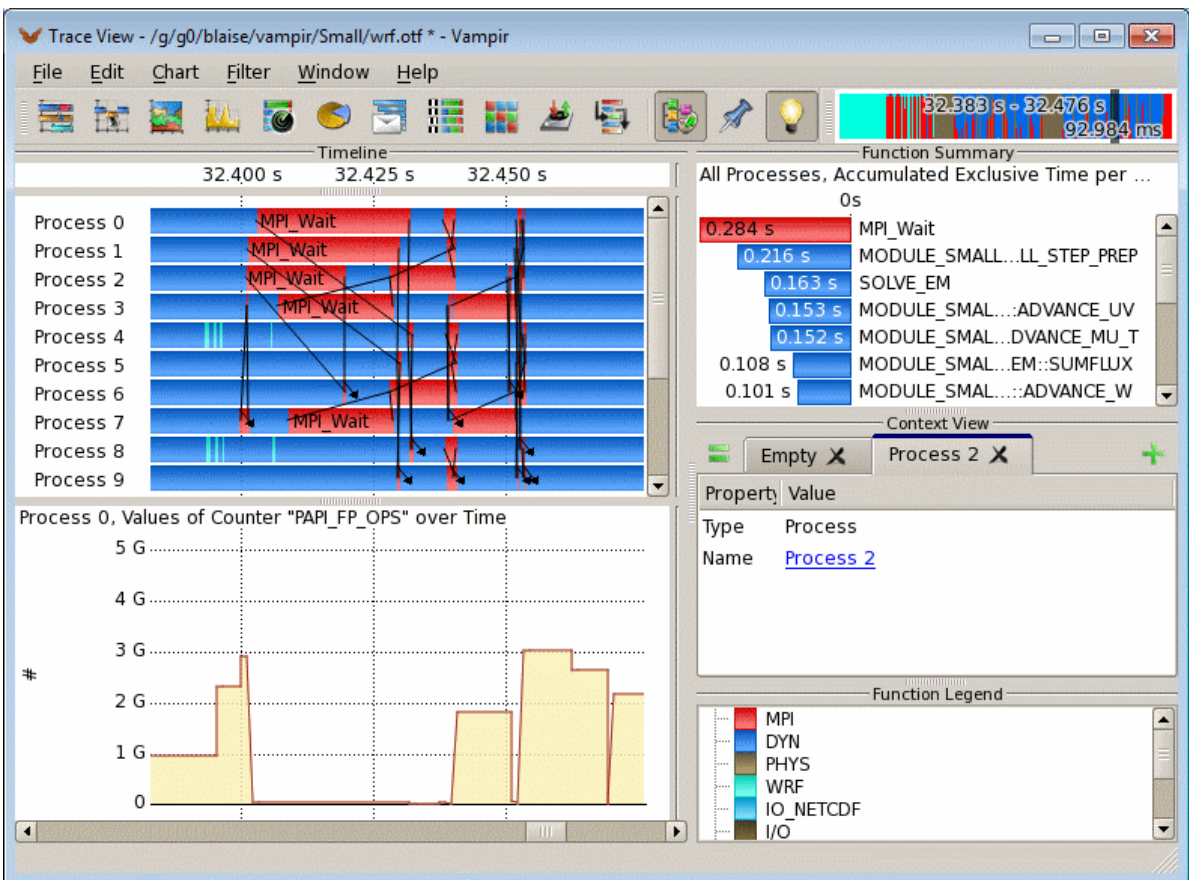 Trace View - /g/g0/blaise/vampir/Small/wrf.otf * - Vampir
File Edit Chart Filter Window Help
32.383 s - 32.476 s
92.984 ms
Timeline
32.400 s 32.425 s 32.450 s
Process 0 MPI_Wait
Process 1 MPI_Wait
Process 2 MPI_Wait
Process 3 MPI_Wait
Process 4
Process 5
Process 6
Process 7 MPI_Wait
Process 8
Process 9
Process 0, Values of Counter "PAPI_FP_OPS" over Time
5 G
4 G
3 G
#
2 G
1 G
0
Function Summary
All Processes, Accumulated Exclusive Time per ...
0s
0.284 s MPI_Wait
0.216 s MODULE_SMALL...LL_STEP_PREP
0.163 s SOLVE_EM
0.153 s MODULE_SMAL...:ADVANCE_UV
0.152 s MODULE_SMAL...DVANCE_MU_T
0.108 s MODULE_SMAL...EM::SUMFLUX
0.101 s MODULE_SMAL...::ADVANCE_W
Context View
Empty Process 2
Property Value
Type Process
Name Process 2
Function Legend
MPI
DYN
PHYS
WRF
IO_NETCDF
I/O